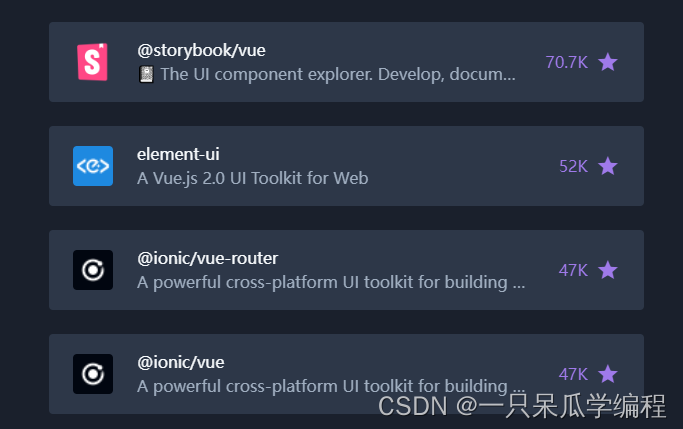 @storybook/vue
📓 The UI component explorer. Develop, docum...
70.7K
element-ui
A Vue.js 2.0 UI Toolkit for Web
52K
@ionic/vue-router
A powerful cross-platform UI toolkit for building ...
47K
@ionic/vue
A powerful cross-platform UI toolkit for building ...
47K
CSDN @一只呆瓜学编程